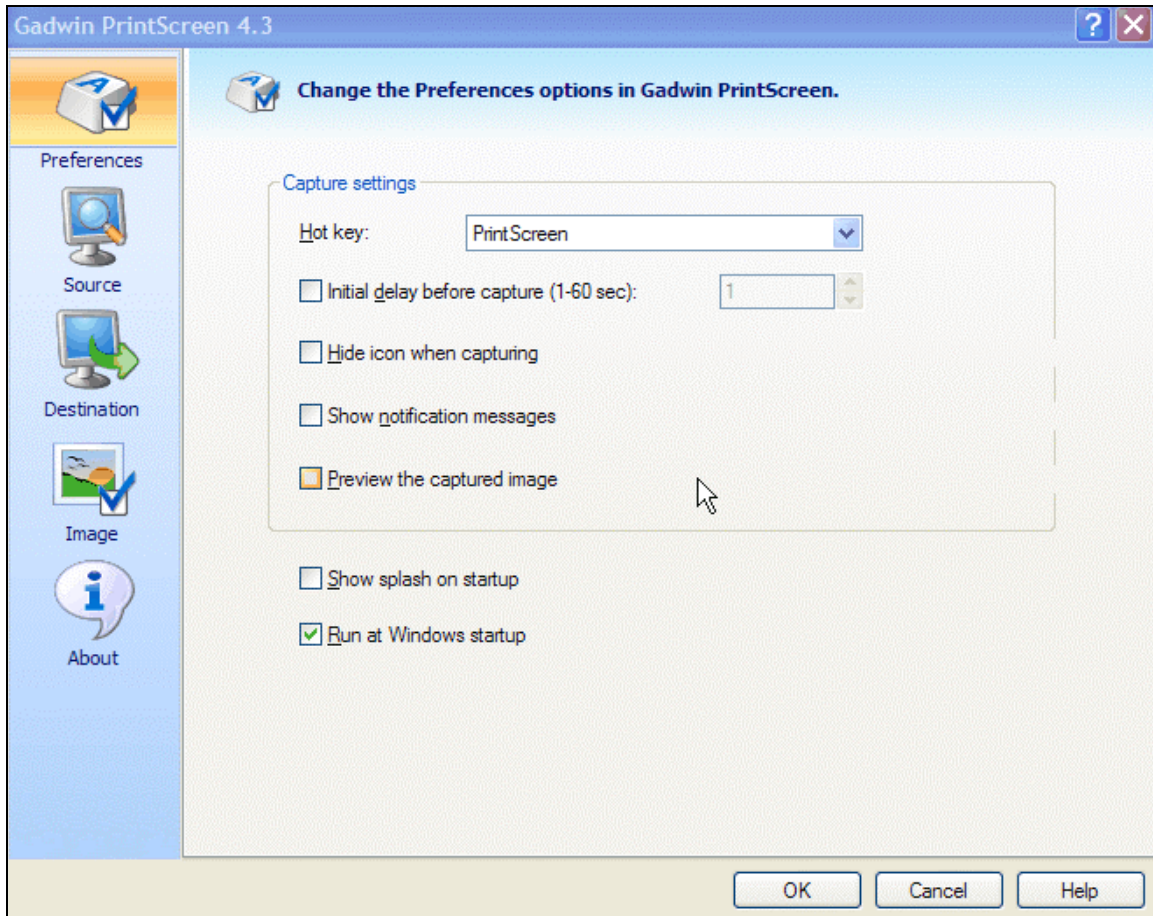 Gadwin PrintScreen 4.3
Preferences
Source
Destination
Image
About
Change the Preferences options in Gadwin PrintScreen.
Capture settings
Hot key: PrintScreen
Initial delay before capture (1-60 sec): 1
Hide icon when capturing
Show notification messages
Preview the captured image
Show splash on startup
Run at Windows startup
OK Cancel Help